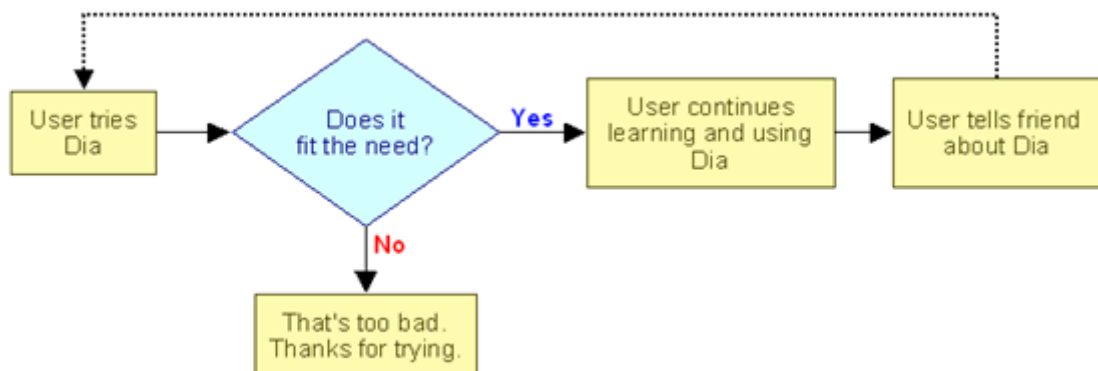 User tries
Dia
Does it
fit the need?
Yes
User continues
learning and using
Dia
User tells friend
about Dia
No
That's too bad.
Thanks for trying.